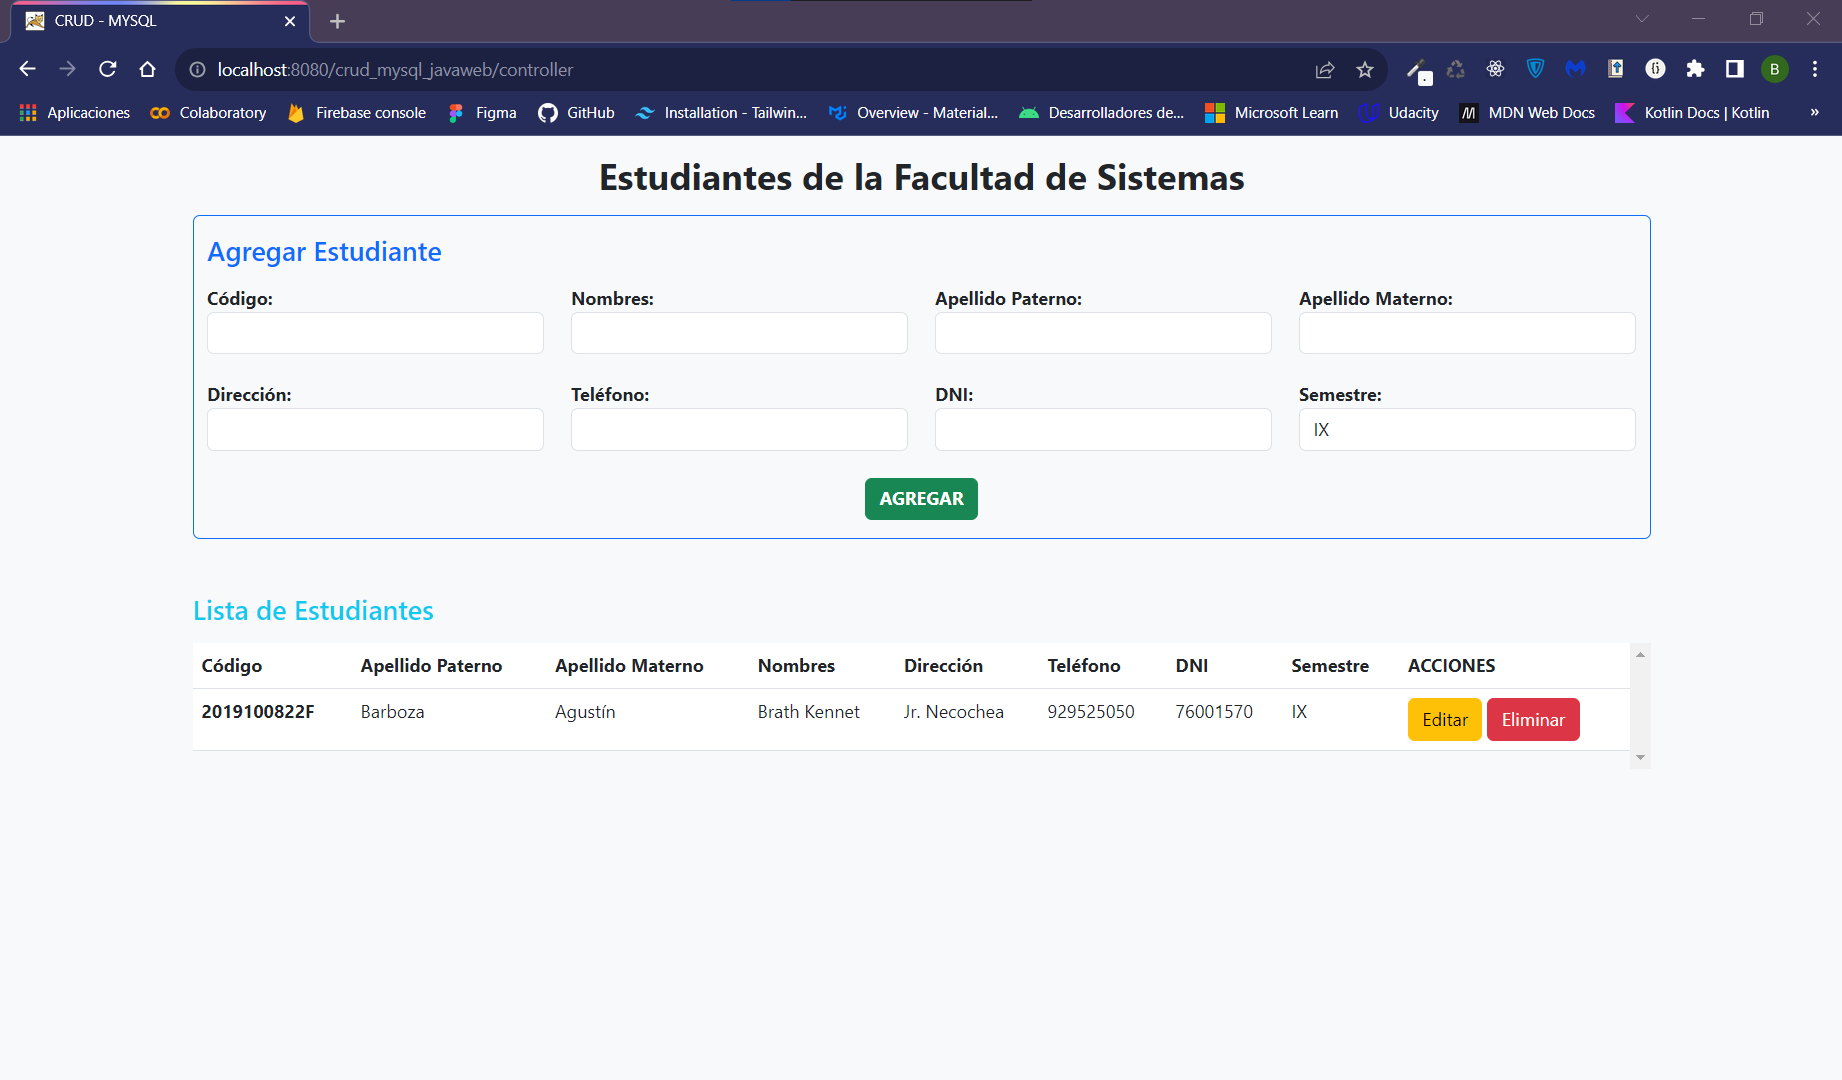 CRUD - MYSQL
localhost:8080/crud_mysql_javaweb/controller
B
Aplicaciones Colaboratory Firebase console Figma GitHub Installation - Tailwin... Overview - Material... Desarrolladores de... Microsoft Learn Udacity MDN Web Docs Kotlin Docs | Kotlin »
Estudiantes de la Facultad de Sistemas
Agregar Estudiante
Código: Nombres: Apellido Paterno: Apellido Materno:
Dirección: Teléfono: DNI: Semestre:
IX
AGREGAR
Lista de Estudiantes
Código Apellido Paterno Apellido Materno Nombres Dirección Teléfono DNI Semestre ACCIONES
2019100822F Barboza Agustín Brath Kennet Jr. Necochea 929525050 76001570 IX Editar Eliminar